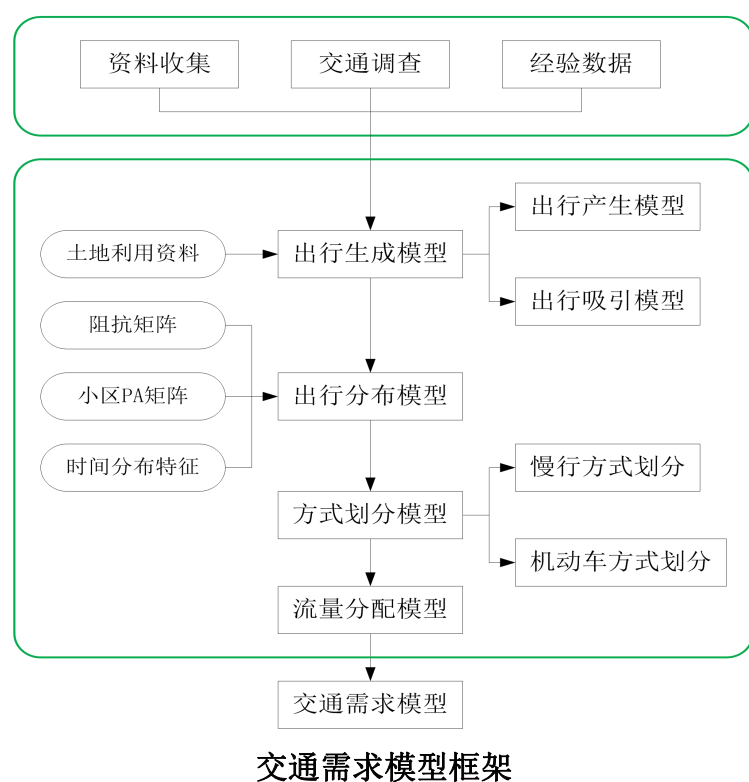 资料收集
交通调查
经验数据
出行产生模型
土地利用资料
出行生成模型
出行吸引模型
阻抗矩阵
小区PA矩阵
出行分布模型
时间分布特征
慢行方式划分
方式划分模型
机动车方式划分
流量分配模型
交通需求模型
交通需求模型框架